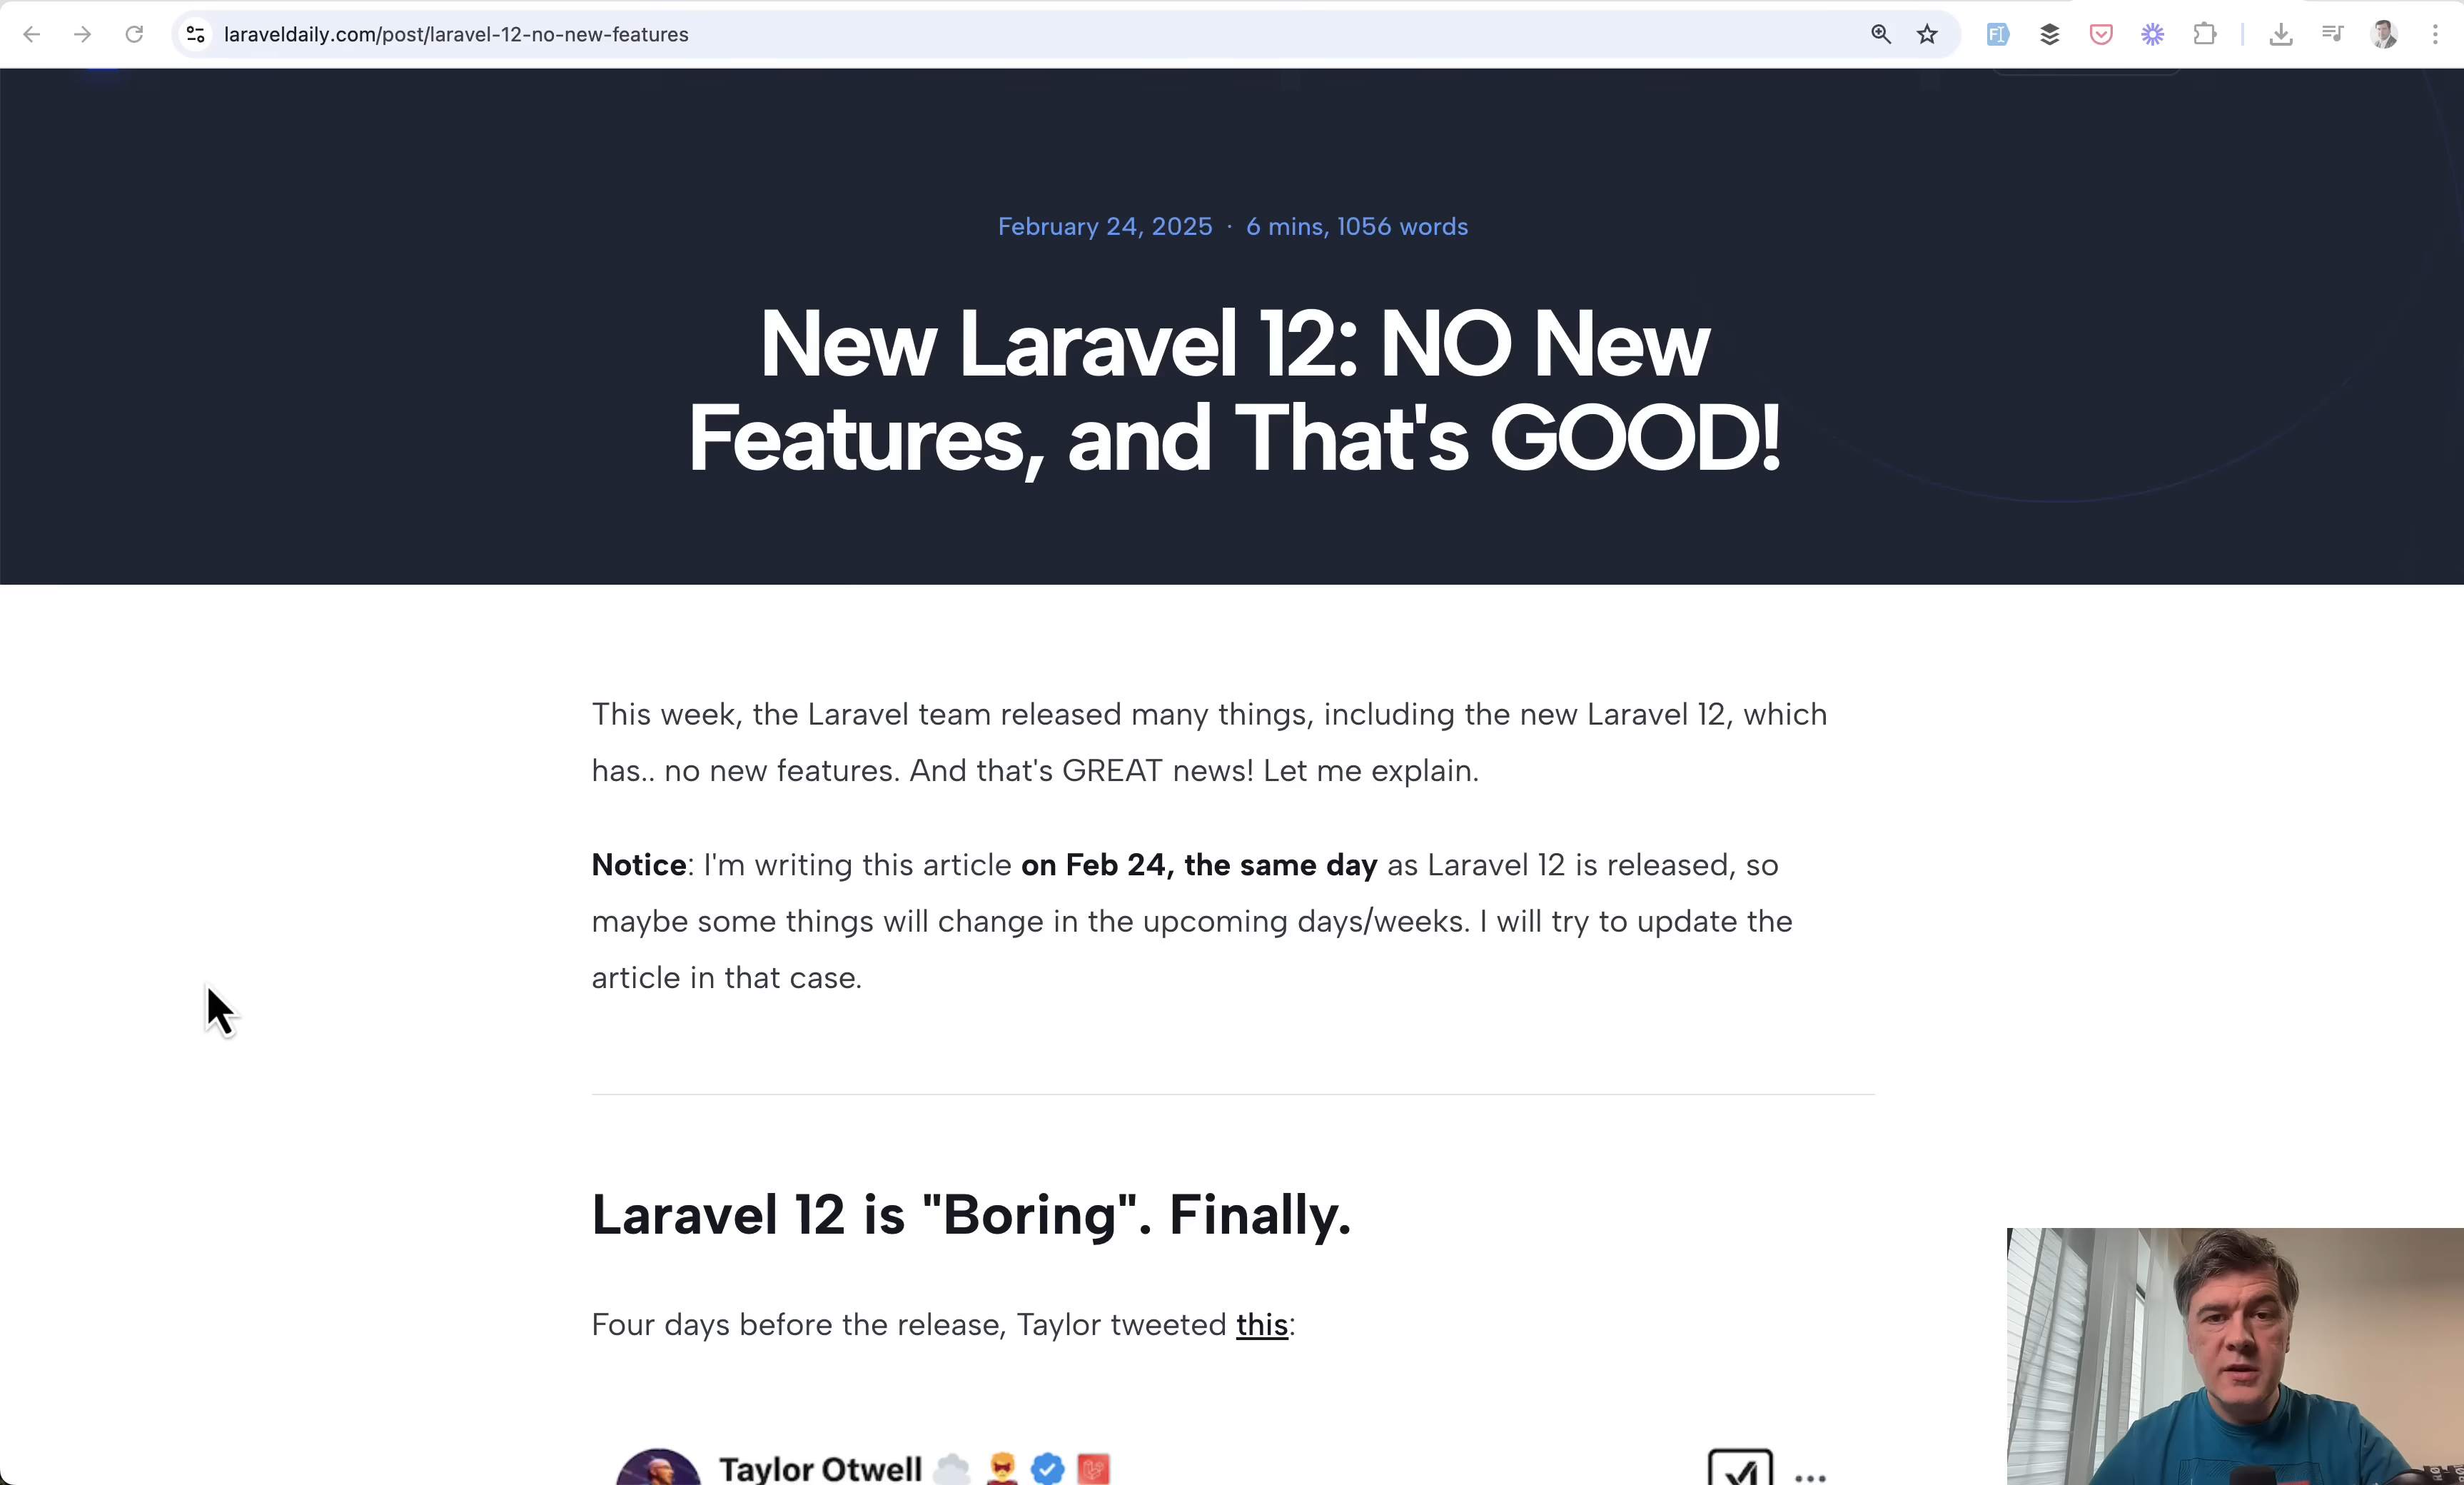 laraveldaily.com/post/laravel-12-no-new-features
February 24, 2025 · 6 mins, 1056 words
New Laravel 12: NO New
Features, and That's GOOD!
This week, the Laravel team released many things, including the new Laravel 12, which
has.. no new features. And that's GREAT news! Let me explain.
Notice: I'm writing this article on Feb 24, the same day as Laravel 12 is released, so
maybe some things will change in the upcoming days/weeks. I will try to update the
article in that case.
Laravel 12 is "Boring". Finally.
Four days before the release, Taylor tweeted this:
Taylor Otwell